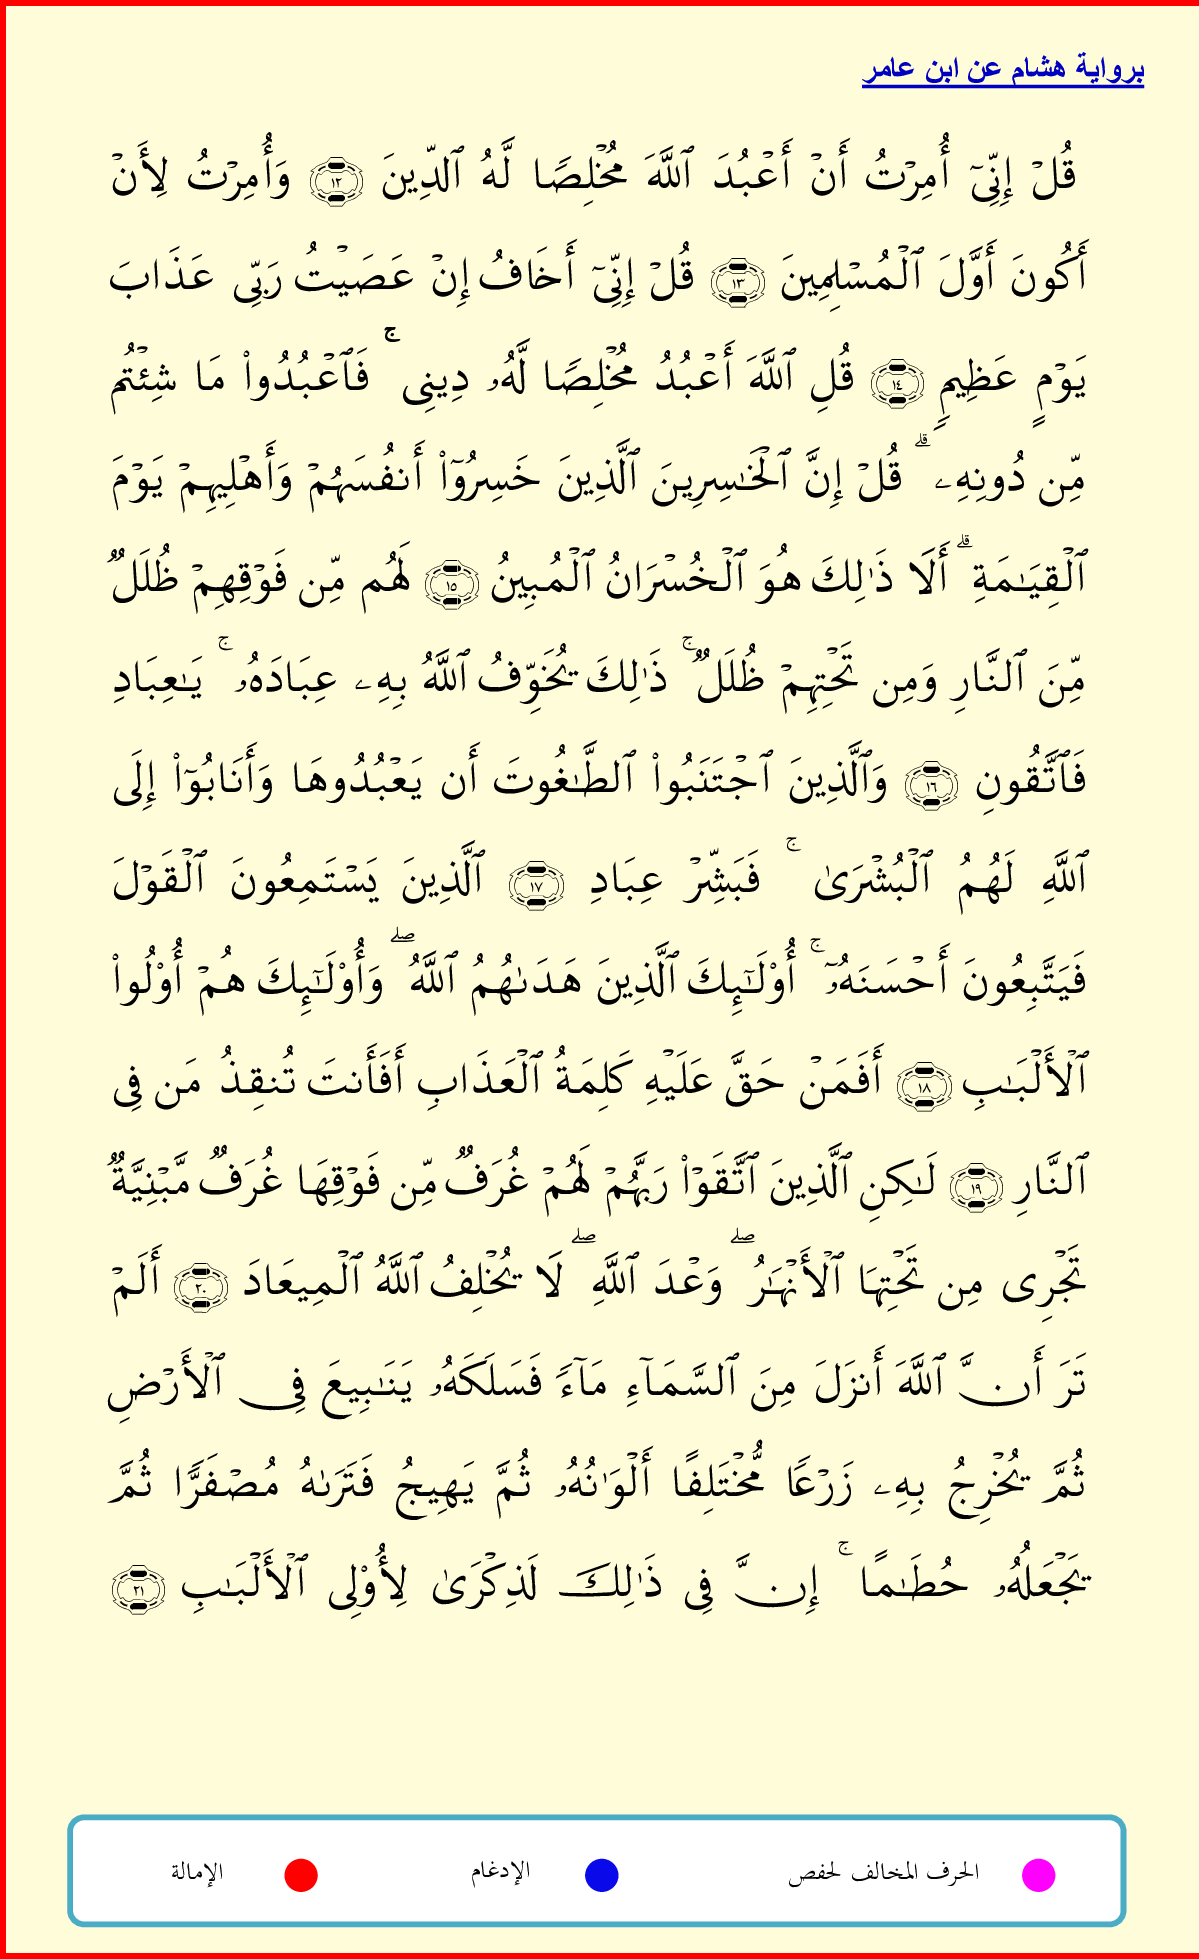 برواية هشام عن ابن عامر
قُلۡ إِنِّيٓ أُمِرۡتُ أَنۡ أَعۡبُدَ ٱللَّهَ مُخۡلِصٗا لَّهُ ٱلدِّينَ ١٢ وَأُمِرۡتُ لِأَنۡ
أَكُونَ أَوَّلَ ٱلۡمُسۡلِمِينَ ١٣ قُلۡ إِنِّيٓ أَخَافُ إِنۡ عَصَيۡتُ رَبِّي عَذَابَ
يَوۡمٍ عَظِيمٖ ١٤ قُلِ ٱللَّهَ أَعۡبُدُ مُخۡلِصٗا لَّهُۥ دِينِي ۚ فَٱعۡبُدُواْ مَا شِئۡتُم
مِّن دُونِهِۦ ۗ قُلۡ إِنَّ ٱلۡخَٰسِرِينَ ٱلَّذِينَ خَسِرُوٓاْ أَنفُسَهُمۡ وَأَهۡلِيهِمۡ يَوۡمَ
ٱلۡقِيَٰمَةِ ۗ أَلَا ذَٰلِكَ هُوَ ٱلۡخُسۡرَانُ ٱلۡمُبِينُ ١٥ لَهُم مِّن فَوۡقِهِمۡ ظُلَلٞ
مِّنَ ٱلنَّارِ وَمِن تَحۡتِهِمۡ ظُلَلٞ ۚ ذَٰلِكَ يُخَوِّفُ ٱللَّهُ بِهِۦ عِبَادَهُۥ ۚ يَٰعِبَادِ
فَٱتَّقُونِ ١٦ وَٱلَّذِينَ ٱجۡتَنَبُواْ ٱلطَّٰغُوتَ أَن يَعۡبُدُوهَا وَأَنَابُوٓاْ إِلَى
ٱللَّهِ لَهُمُ ٱلۡبُشۡرَىٰ ۚ فَبَشِّرۡ عِبَادِ ١٧ ٱلَّذِينَ يَسۡتَمِعُونَ ٱلۡقَوۡلَ
فَيَتَّبِعُونَ أَحۡسَنَهُۥٓ ۚ أُوْلَٰٓئِكَ ٱلَّذِينَ هَدَىٰهُمُ ٱللَّهُ ۖ وَأُوْلَٰٓئِكَ هُمۡ أُوْلُواْ
ٱلۡأَلۡبَٰبِ ١٨ أَفَمَنۡ حَقَّ عَلَيۡهِ كَلِمَةُ ٱلۡعَذَابِ أَفَأَنتَ تُنقِذُ مَن فِي
ٱلنَّارِ ١٩ لَٰكِنِ ٱلَّذِينَ ٱتَّقَوۡاْ رَبَّهُمۡ لَهُمۡ غُرَفٞ مِّن فَوۡقِهَا غُرَفٞ مَّبۡنِيَّةٞ
تَجۡرِي مِن تَحۡتِهَا ٱلۡأَنۡهَٰرُ ۖ وَعۡدَ ٱللَّهِ ۖ لَا يُخۡلِفُ ٱللَّهُ ٱلۡمِيعَادَ ٢٠ أَلَمۡ
تَرَ أَنَّ ٱللَّهَ أَنزَلَ مِنَ ٱلسَّمَآءِ مَآءٗ فَسَلَكَهُۥ يَنَٰبِيعَ فِي ٱلۡأَرۡضِ
ثُمَّ يُخۡرِجُ بِهِۦ زَرۡعٗا مُّخۡتَلِفًا أَلۡوَٰنُهُۥ ثُمَّ يَهِيجُ فَتَرَىٰهُ مُصۡفَرّٗا ثُمَّ
يَجۡعَلُهُۥ حُطَٰمًا ۚ إِنَّ فِي ذَٰلِكَ لَذِكۡرَىٰ لِأُوْلِي ٱلۡأَلۡبَٰبِ ٢١
الحرف المخالف لحفص الإدغام الإمالة